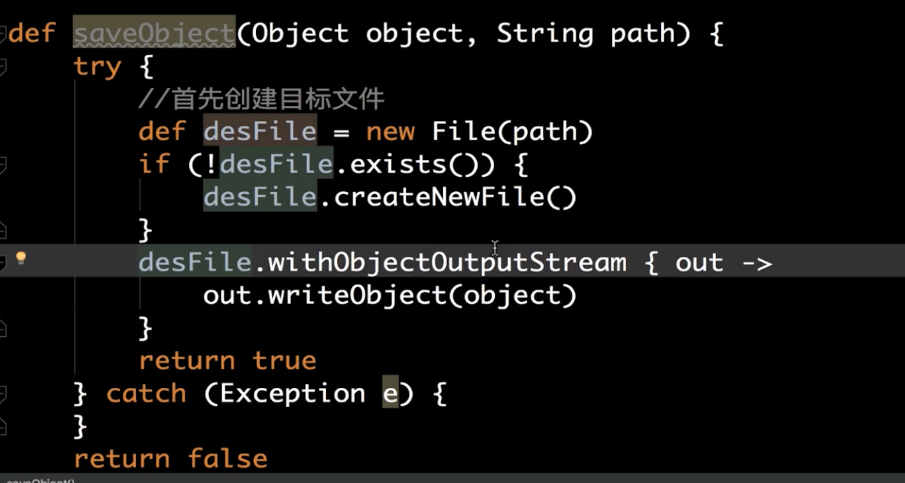 def saveObject(Object object, String path) {
try {
//首先创建目标文件
def desFile = new File(path)
if (!desFile.exists()) {
desFile.createNewFile()
}
desFile.withObjectOutputStream { out ->
out.writeObject(object)
}
return true
} catch (Exception e) {
}
return false
saveObject()